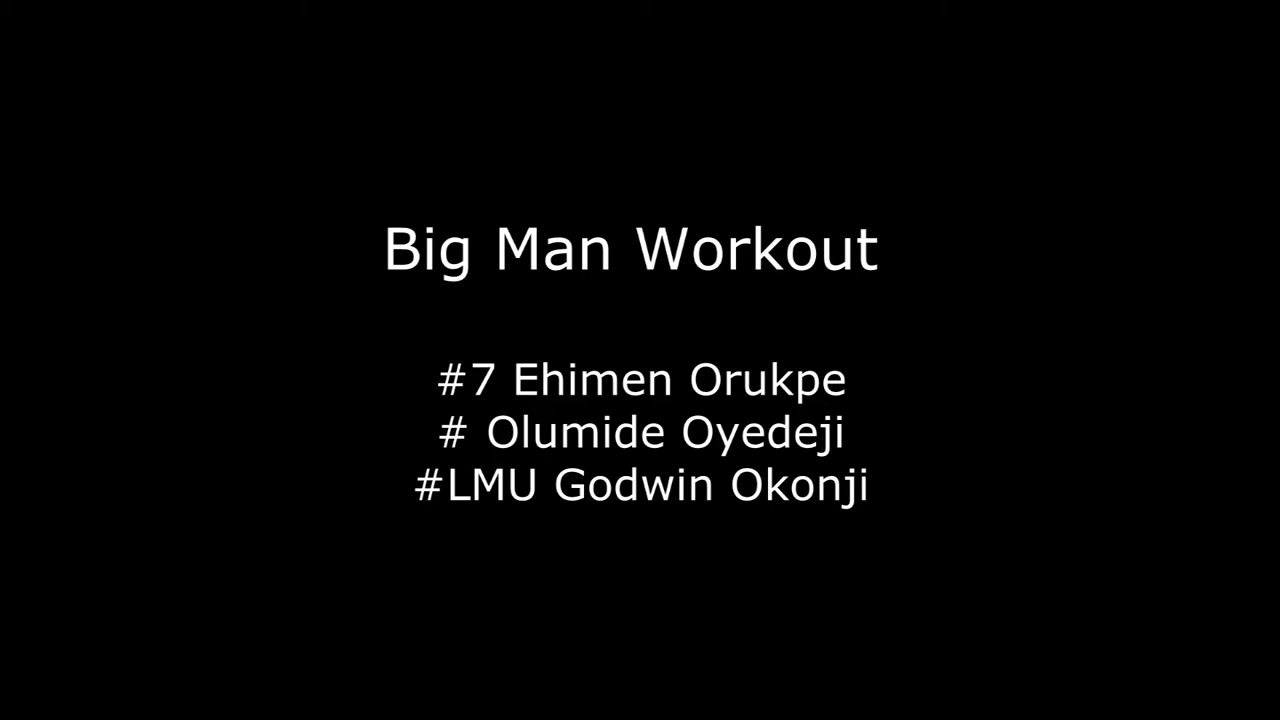 Big Man Workout
#7 Ehimen Orukpe
# Olumide Oyedeji
#LMU Godwin Okonji